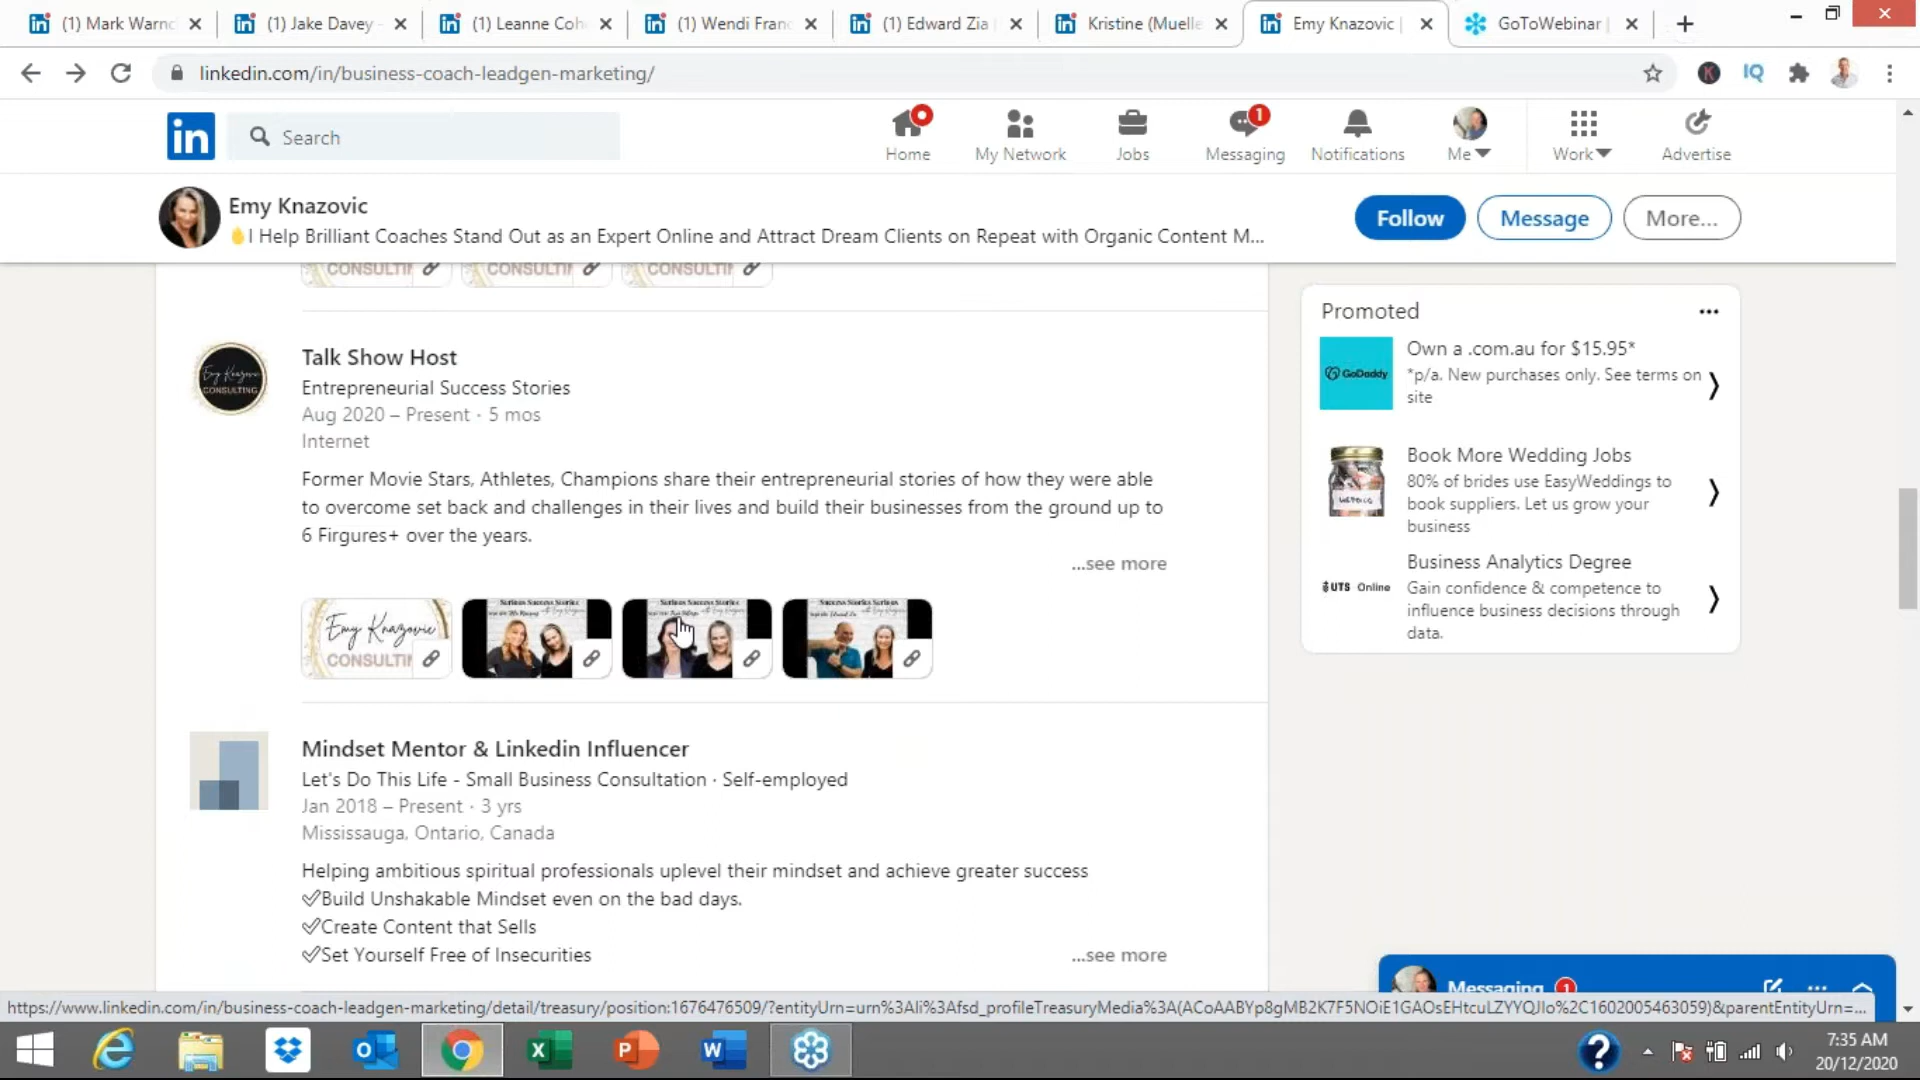 (1) Mark Warnc
(1) Jake Davey -
(1) Leanne Coh
(1) Wendi Franc
(1) Edward Zia
Kristine (Muelle
Emy Knazovic |
GoToWebinar |
linkedin.com/in/business-coach-leadgen-marketing/
K
IQ
in
Search
Home
My Network
Jobs
1
Messaging
Notifications
Me
Work
Advertise
Emy Knazovic
I Help Brilliant Coaches Stand Out as an Expert Online and Attract Dream Clients on Repeat with Organic Content M...
Follow
Message
More...
CONSULTIN
CONSULTIN
CONSULTIN
Talk Show Host
Entrepreneurial Success Stories
Aug 2020 – Present · 5 mos
Internet
CONSULTING
Former Movie Stars, Athletes, Champions share their entrepreneurial stories of how they were able
to overcome set back and challenges in their lives and build their businesses from the ground up to
6 Firgures+ over the years.
...see more
Emy Knazovic
CONSULTIN
Mindset Mentor & Linkedin Influencer
Let's Do This Life - Small Business Consultation · Self-employed
Jan 2018 – Present · 3 yrs
Mississauga, Ontario, Canada
Helping ambitious spiritual professionals uplevel their mindset and achieve greater success
✅Build Unshakable Mindset even on the bad days.
✅Create Content that Sells
✅Set Yourself Free of Insecurities
...see more
Promoted
GoDaddy
Own a .com.au for $15.95*
*p/a. New purchases only. See terms on
site
Book More Wedding Jobs
80% of brides use EasyWeddings to
book suppliers. Let us grow your
business
UTS Online
Business Analytics Degree
Gain confidence & competence to
influence business decisions through
data.
Messaging
1
https://www.linkedin.com/in/business-coach-leadgen-marketing/detail/treasury/position:1676476509/?entityUrn=urn%3Ali%3Afsd_profileTreasuryMedia%3A(ACoAABYp8gMB2K7F5NOiE1GAOsEHtcuLZYYQJIo%2C1602005463059)&parentEntityUrn=...
7:35 AM
20/12/2020